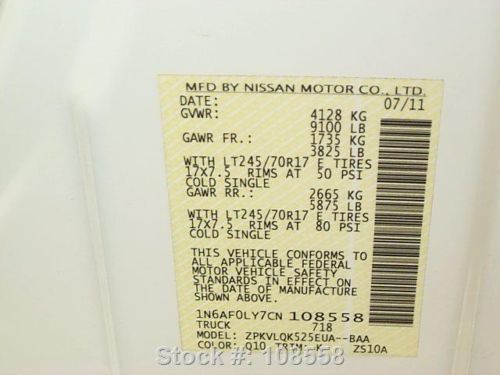 MFD BY NISSAN MOTOR CO., LTD.
DATE: 07/11
GVWR: 4128 KG
9100 LB
GAWR FR.: 1735 KG
3825 LB
WITH LT245/70R17 E TIRES
17X7.5 RIMS AT 50 PSI
COLD SINGLE
GAWR RR.: 2665 KG
5875 LB
WITH LT245/70R17 E TIRES
17X7.5 RIMS AT 80 PSI
COLD SINGLE
THIS VEHICLE CONFORMS TO
ALL APPLICABLE FEDERAL
MOTOR VEHICLE SAFETY
STANDARDS IN EFFECT ON
THE DATE OF MANUFACTURE
SHOWN ABOVE.
1N6AF0LY7CN 108558
TRUCK 718
MODEL: ZPKVLQK525EUA--BAA
COLOR: Q10 TRIM: K ZS10A
Stock #: 108558